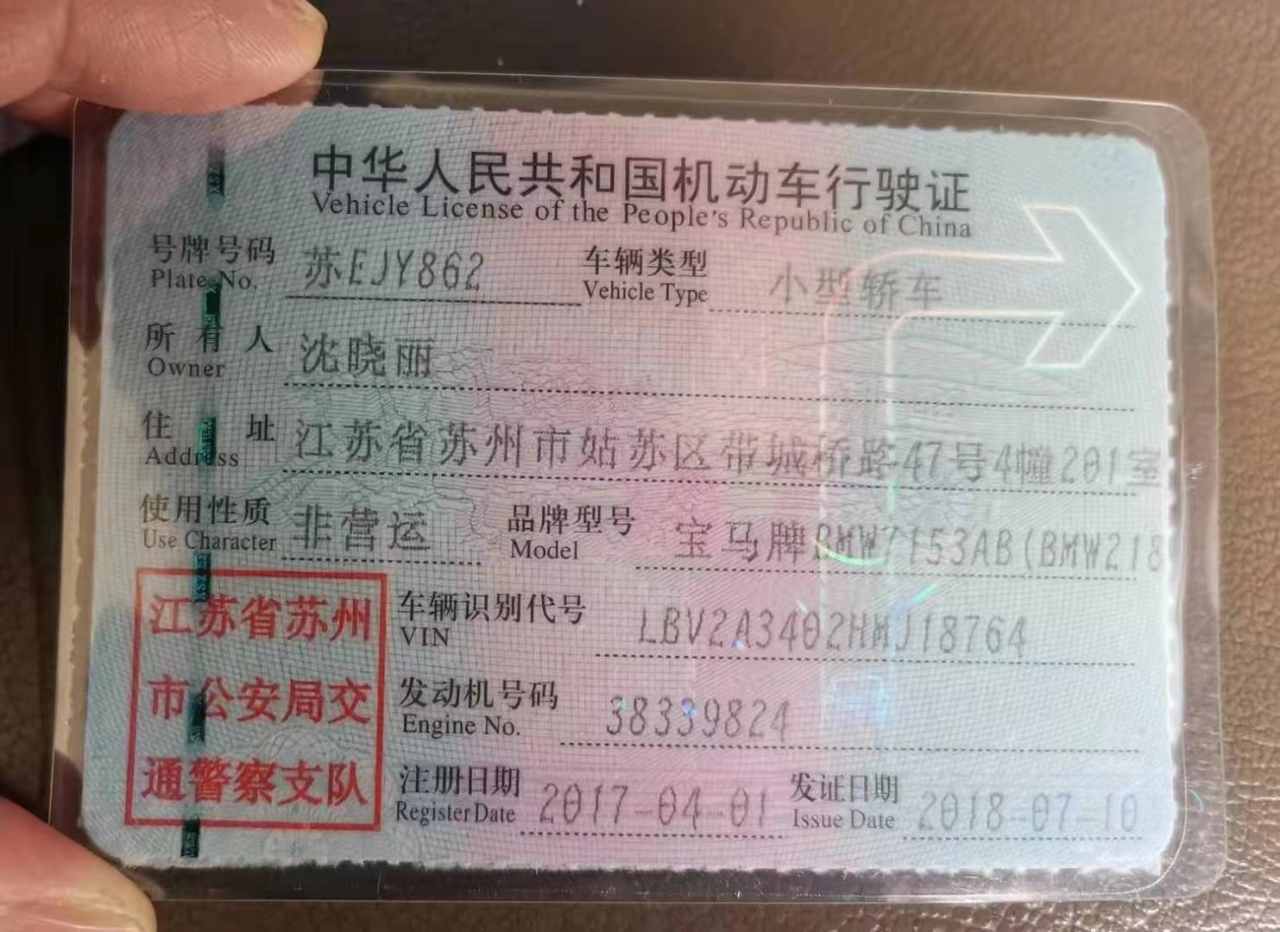 中华人民共和国机动车行驶证
Vehicle License of the People's Republic of China
号牌号码 苏EJY862 车辆类型 小型轿车
Plate No. Vehicle Type
所有人 沈晓丽
Owner
住址 江苏省苏州市姑苏区带城桥路47号4幢201室
Address
使用性质 非营运 品牌型号 宝马牌BMW7153AB(BMW218
Use Character Model
江苏省苏州
市公安局交
通警察支队
车辆识别代号 LBV2A3402HMJ18764
VIN
发动机号码 38339824
Engine No.
注册日期 2017-04-01 发证日期 2018-07-10
Register Date Issue Date